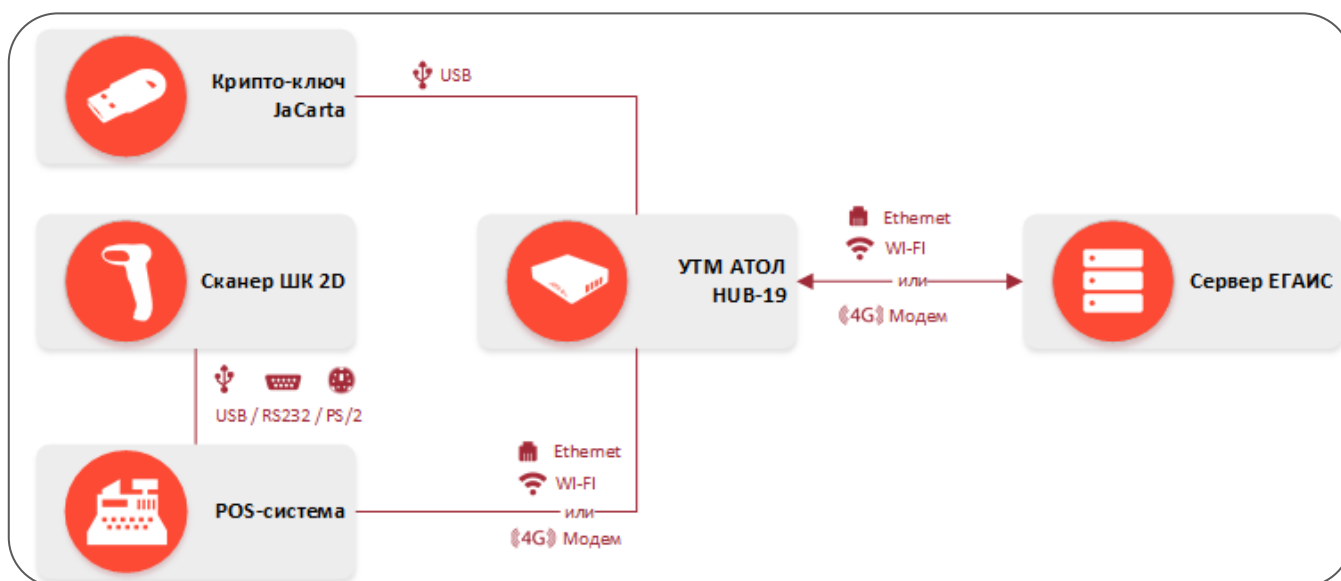 Крипто-ключ
JaCarta
USB
Сканер ШК 2D
USB / RS232 / PS/2
POS-система
Ethernet
WI-FI
или
4G Модем
УТМ АТОЛ
HUB-19
Ethernet
WI-FI
или
4G Модем
Сервер ЕГАИС